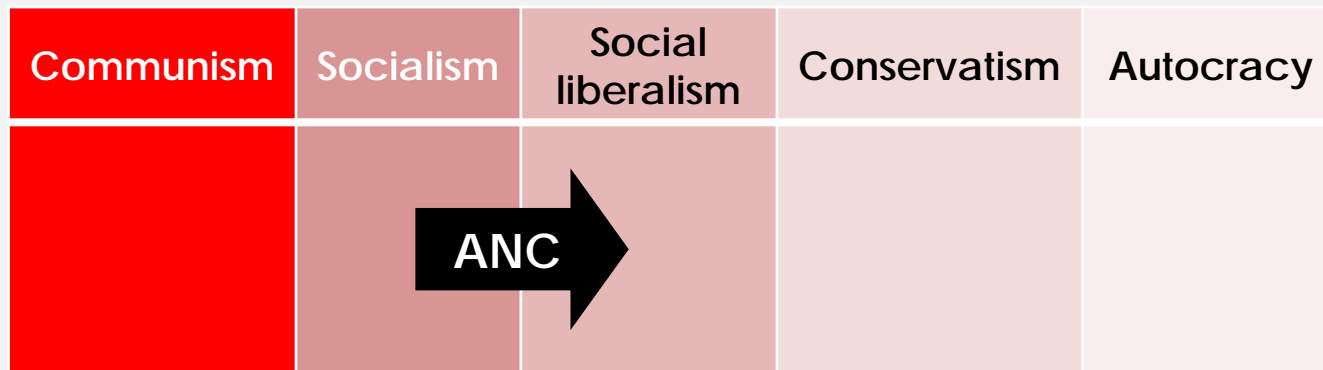 Communism
Socialism
Social
liberalism
Conservatism
Autocracy
ANC